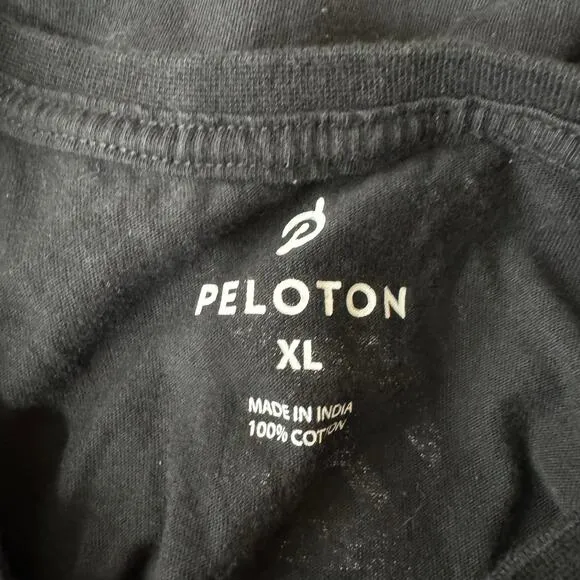 PELOTON
XL
MADE IN INDIA
100% COTTON